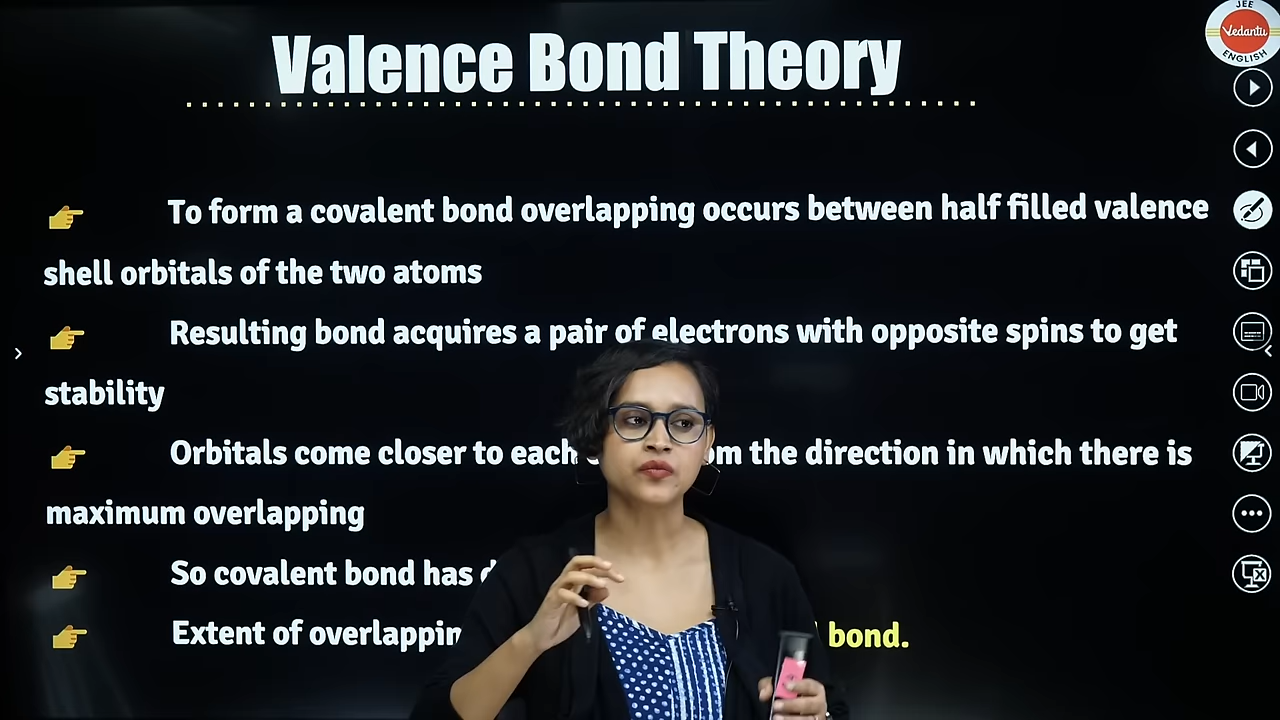 JEE
Vedantu
ENGLISH
Valence Bond Theory
To form a covalent bond overlapping occurs between half filled valence
shell orbitals of the two atoms
Resulting bond acquires a pair of electrons with opposite spins to get
stability
Orbitals come closer to each the direction in which there is
maximum overlapping
So covalent bond has
Extent of bond.